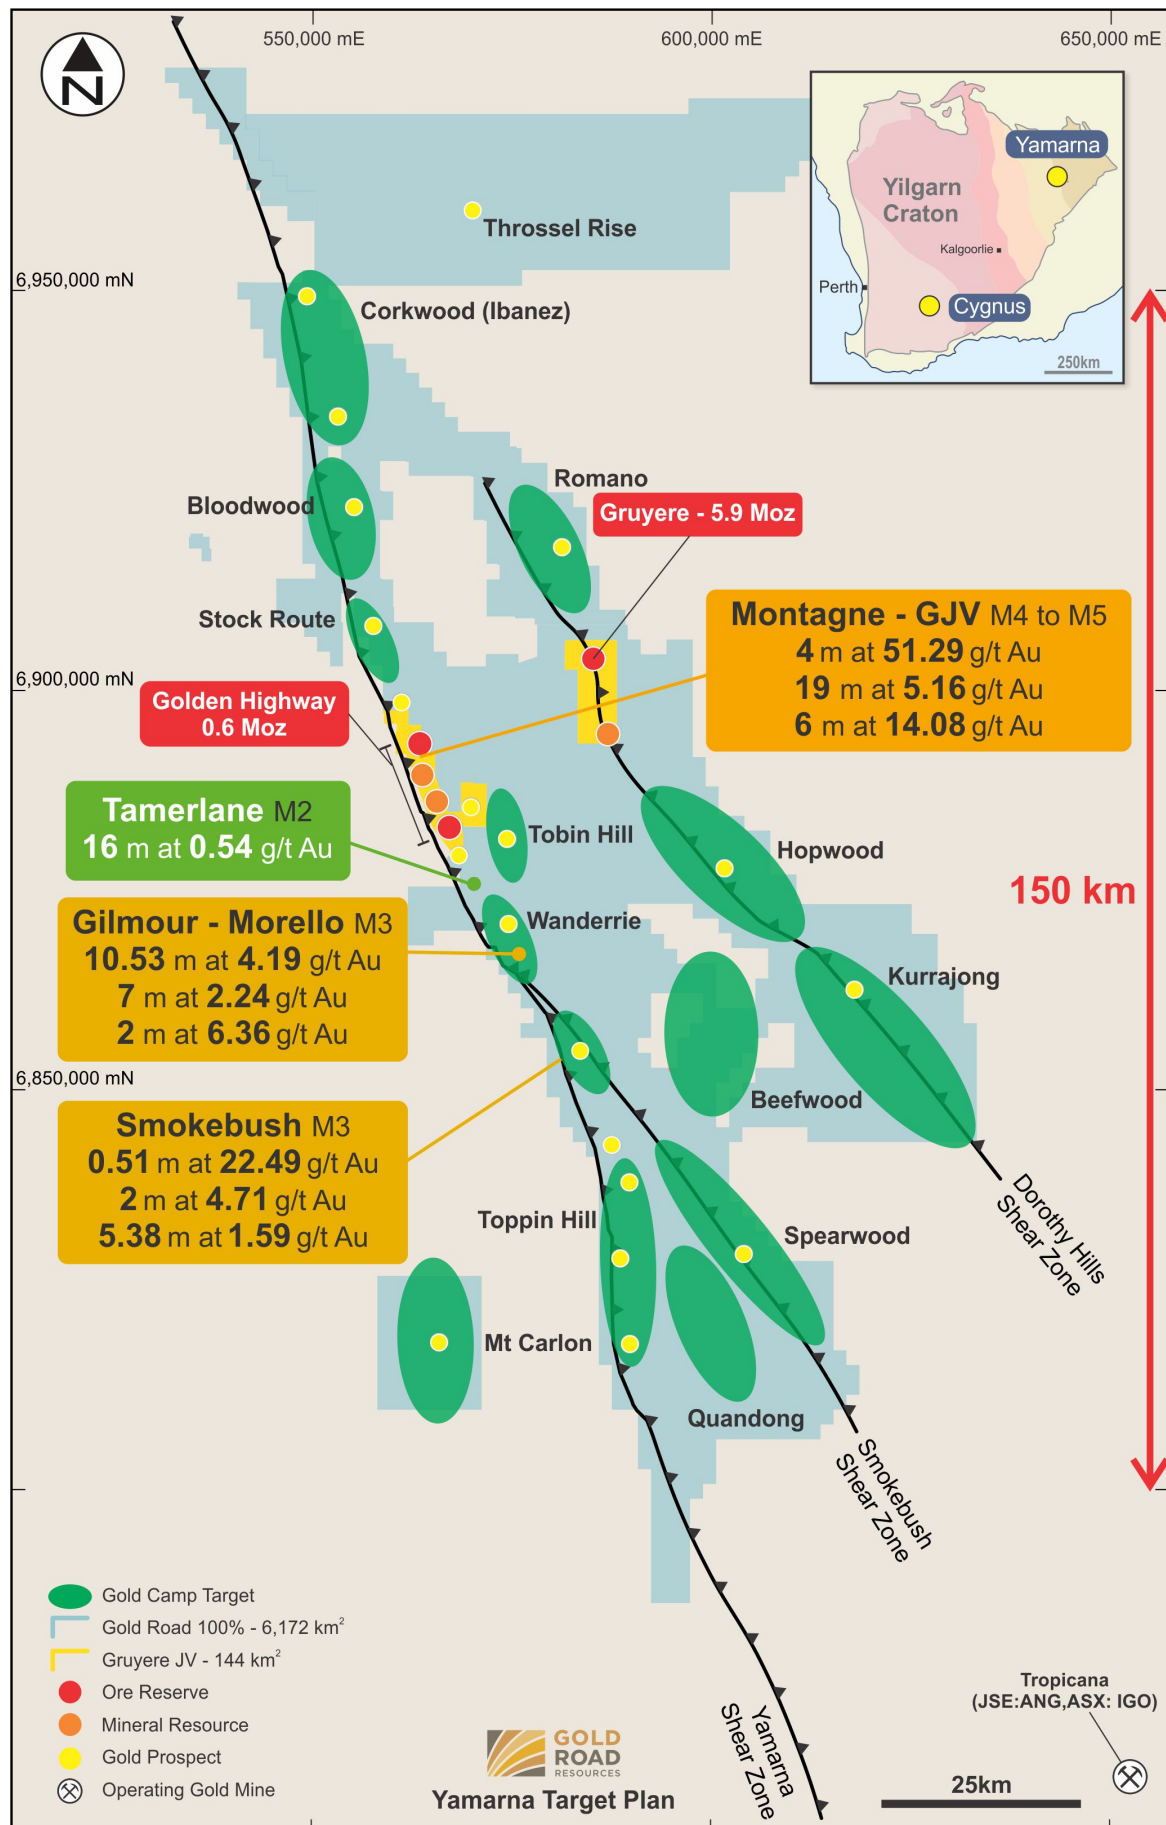 550,000 mE
600,000 mE
650,000 mE
N
Yamarna
Yilgarn
Craton
Kalgoorlie
Perth
Cygnus
250km
Throssel Rise
6,950,000 mN
Corkwood (Ibanez)
Romano
Bloodwood
Gruyere - 5.9 Moz
Stock Route
Montagne - GJV M4 to M5
4 m at 51.29 g/t Au
19 m at 5.16 g/t Au
6 m at 14.08 g/t Au
6,900,000 mN
Golden Highway
0.6 Moz
Tamerlane M2
16 m at 0.54 g/t Au
Tobin Hill
Hopwood
150 km
Gilmour - Morello M3
10.53 m at 4.19 g/t Au
7 m at 2.24 g/t Au
2 m at 6.36 g/t Au
Wanderrie
Kurrajong
6,850,000 mN
Beefwood
Smokebush M3
0.51 m at 22.49 g/t Au
2 m at 4.71 g/t Au
5.38 m at 1.59 g/t Au
Dorothy Hills
Shear Zone
Toppin Hill
Spearwood
Mt Carlon
Quandong
Smokebush
Shear Zone
Gold Camp Target
Gold Road 100% - 6,172 km²
Gruyere JV - 144 km²
Ore Reserve
Mineral Resource
Gold Prospect
Operating Gold Mine
GOLD
ROAD
RESOURCES
Yamarna Target Plan
Yamarna
Shear Zone
Tropicana
(JSE:ANG,ASX: IGO)
25km